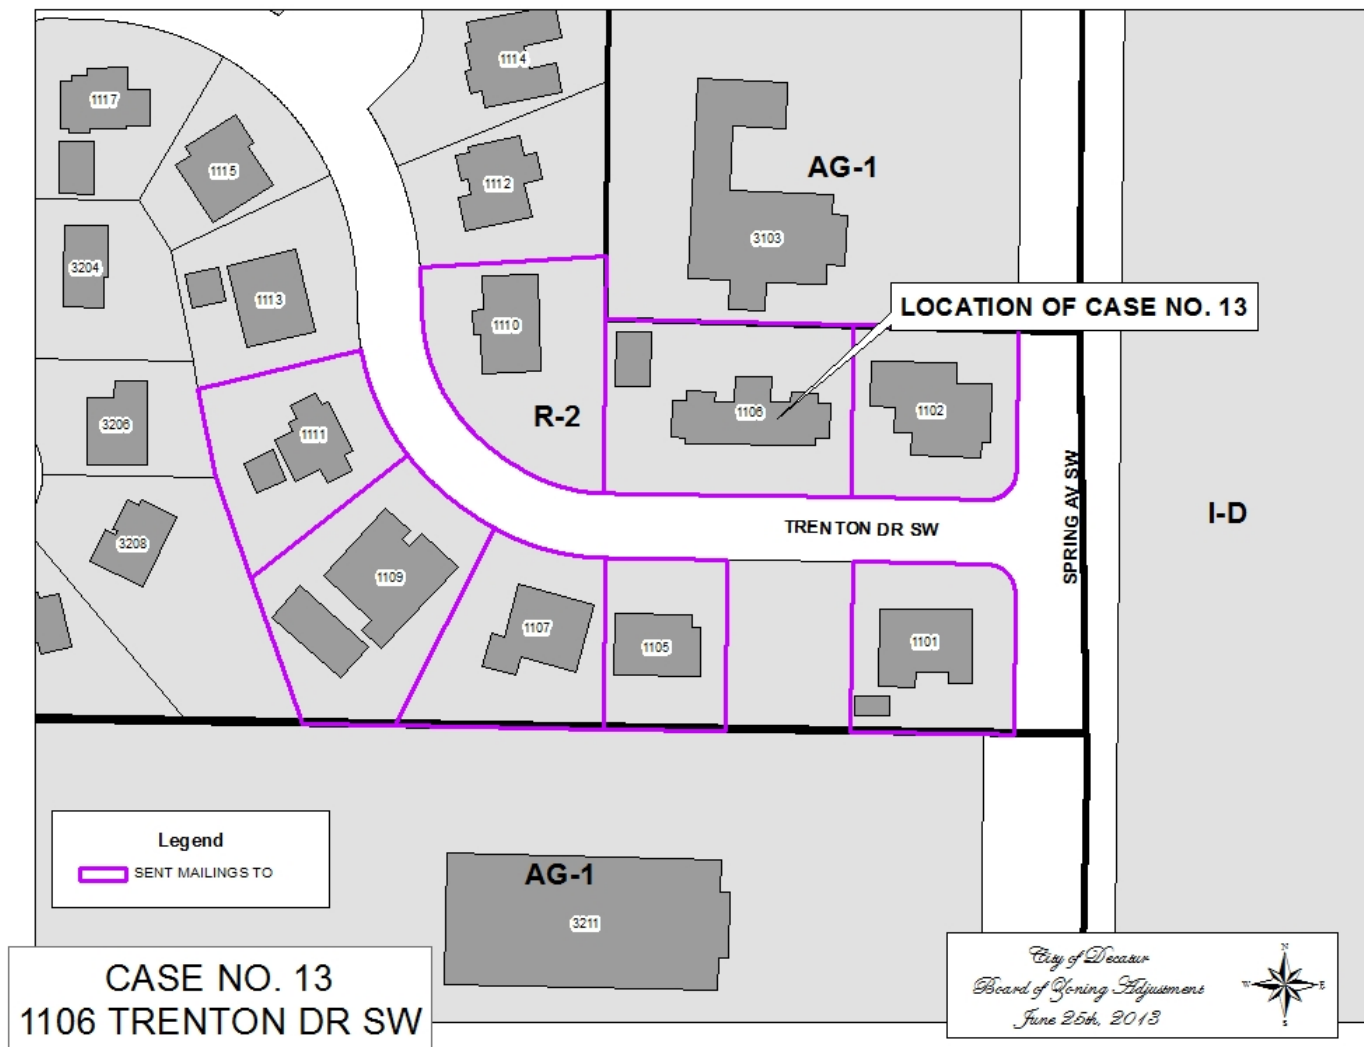 1114
1117
AG-1
1115
1112
3103
3204
1113
LOCATION OF CASE NO. 13
1110
R-2
1106
1102
3206
1111
SPRING AV SW
I-D
TRENTON DR SW
3208
1109
1107
1105
1101
Legend
SENT MAILINGS TO
AG-1
3211
CASE NO. 13
1106 TRENTON DR SW
City of Decatur
Board of Zoning Adjustment
June 25th, 2013
N
W
E
S